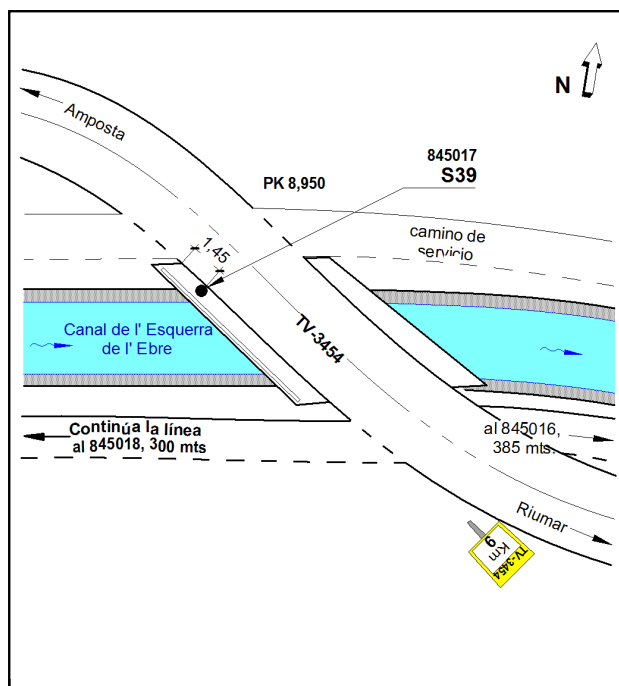 N
Amposta
845017
S39
PK 8,950
camino de
servicio
1,45
TV-3454
Canal de l' Esquerra
de l' Ebre
Continúa la línea
al 845018, 300 mts
al 845016,
385 mts.
Riumar
9
Km
TV-3454